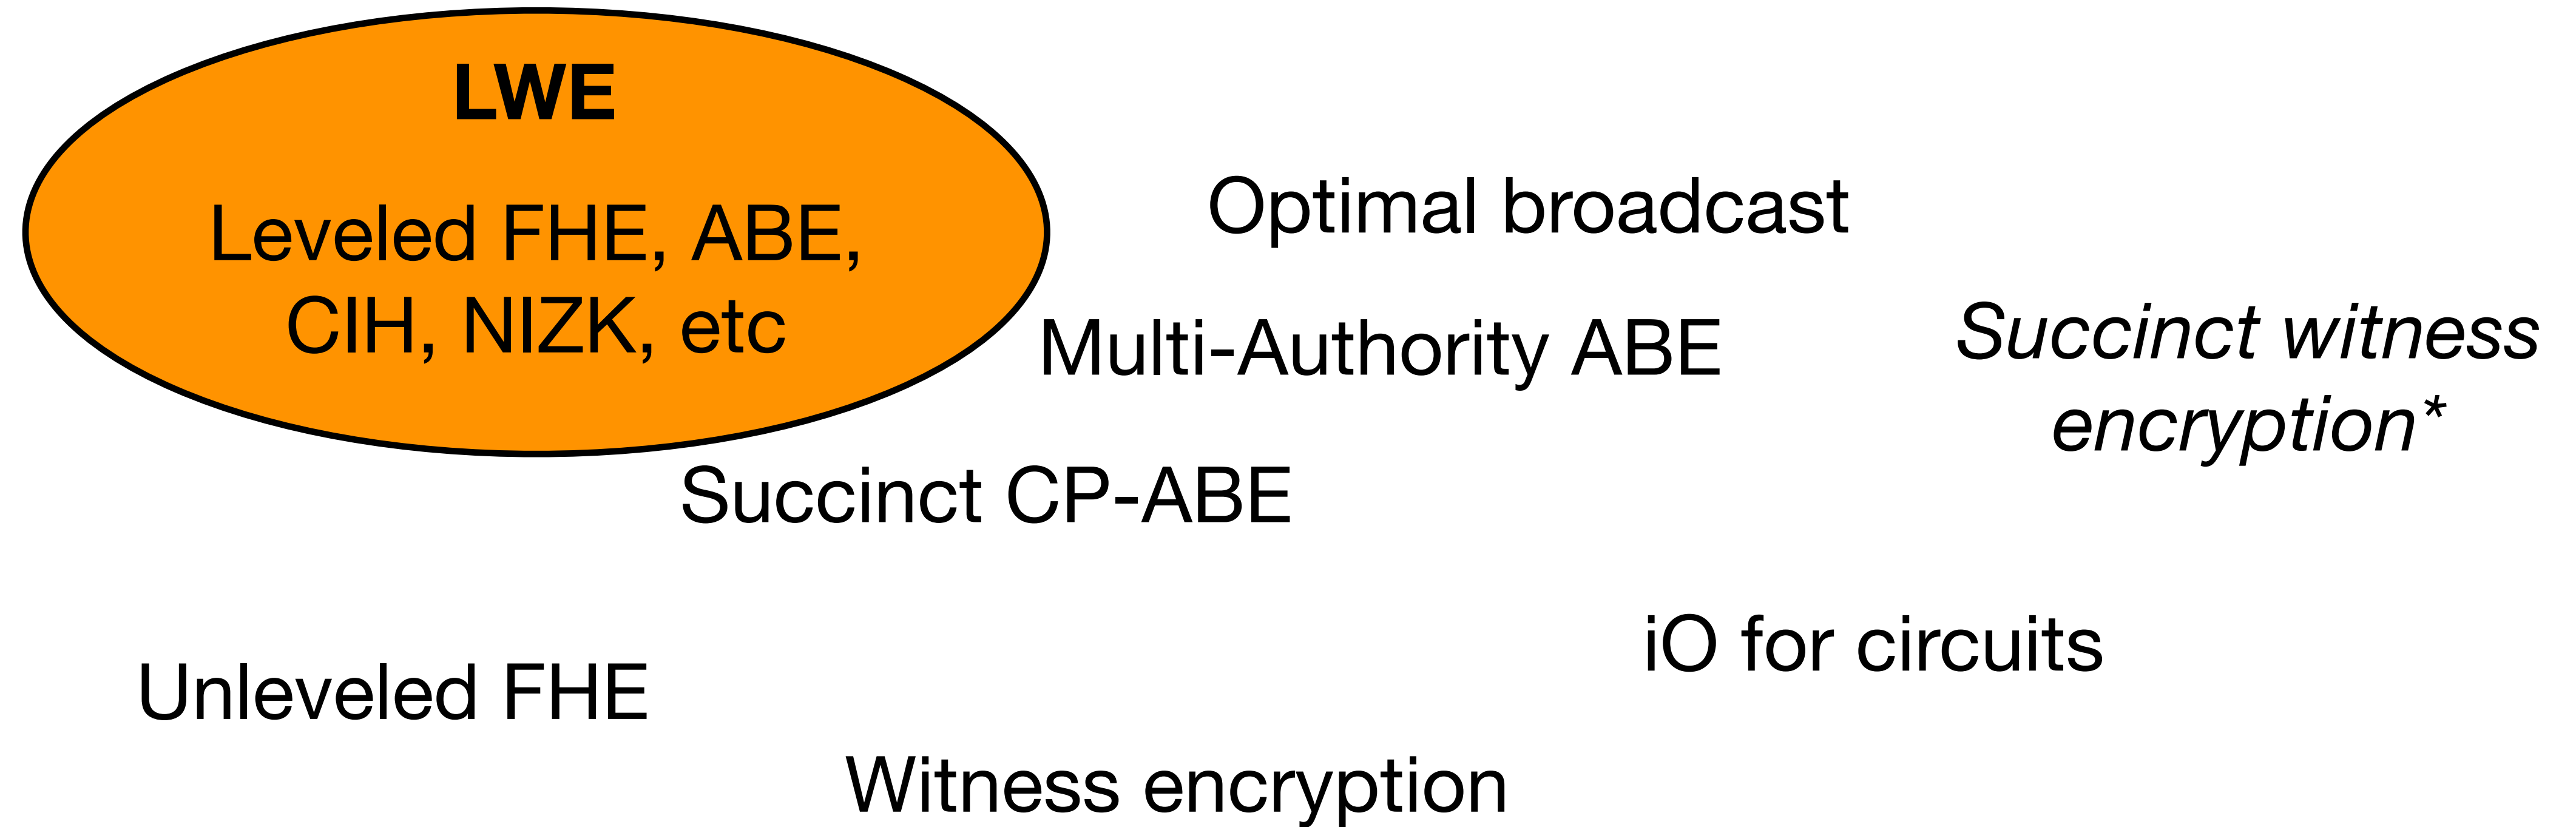 LWE
Leveled FHE, ABE,
CIH, NIZK, etc
Optimal broadcast
Multi-Authority ABE
Succinct witness
encryption*
Succinct CP-ABE
iO for circuits
Unleveled FHE
Witness encryption